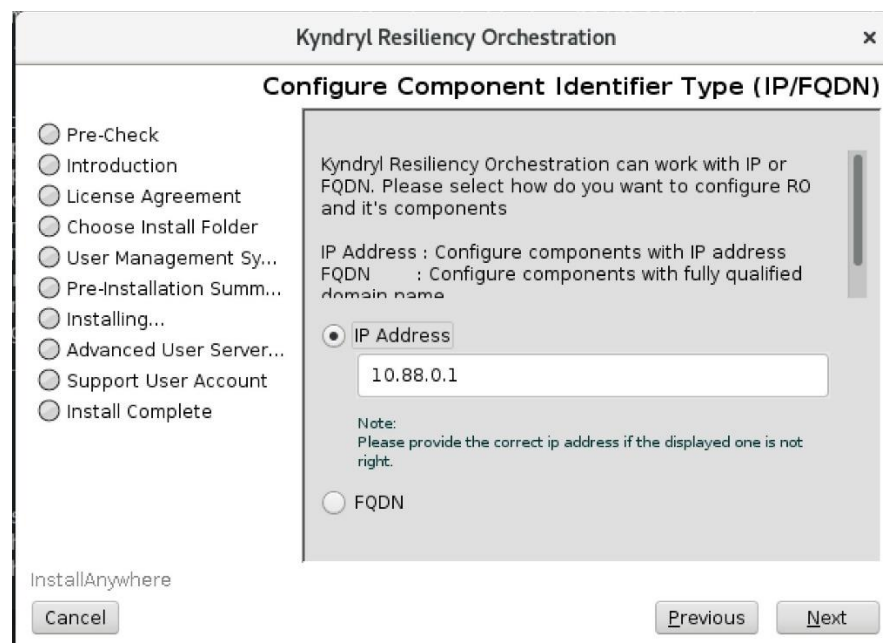 Kyndryl Resiliency Orchestration
×
Configure Component Identifier Type (IP/FQDN)
Pre-Check
Introduction
License Agreement
Choose Install Folder
User Management Sy...
Pre-Installation Summ...
Installing...
Advanced User Server...
Support User Account
Install Complete
Kyndryl Resiliency Orchestration can work with IP or
FQDN. Please select how do you want to configure RO
and it's components
IP Address : Configure components with IP address
FQDN : Configure components with fully qualified
domain name
IP Address
10.88.0.1
Note:
Please provide the correct ip address if the displayed one is not
right.
FQDN
InstallAnywhere
Cancel
Previous
Next